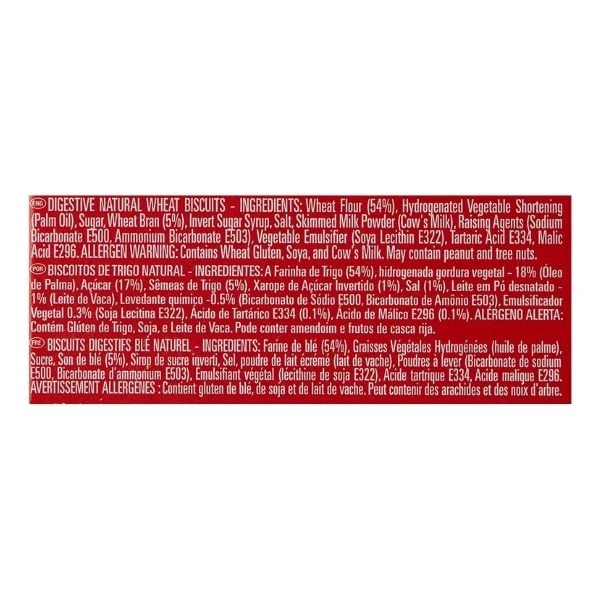 ENG DIGESTIVE NATURAL WHEAT BISCUITS - INGREDIENTS: Wheat Flour (54%), Hydrogenated Vegetable Shortening
(Palm Oil), Sugar, Wheat Bran (5%), Invert Sugar Syrup, Salt, Skimmed Milk Powder (Cow's Milk), Raising Agents (Sodium
Bicarbonate E500, Ammonium Bicarbonate E503), Vegetable Emulsifier (Soya Lecithin E322), Tartaric Acid E334, Malic
Acid E296. ALLERGEN WARNING: Contains Wheat Gluten, Soya, and Cow's Milk. May contain peanut and tree nuts.
POR BISCOITOS DE TRIGO NATURAL - INGREDIENTES: A Farinha de Trigo (54%), hidrogenada gordura vegetal - 18% (Óleo
de Palma), Açúcar (17%), Sêmeas de Trigo (5%), Xarope de Açúcar Invertido (1%), Sal (1%), Leite em Pó desnatado -
1% (Leite de Vaca), Levedante químico -0.5% (Bicarbonato de Sódio E500, Bicarbonato de Amônio E503), Emulsificador
Vegetal 0.3% (Soja Lecitina E322), Ácido de Tartárico E334 (0.1%), Ácido de Málico E296 (0.1%). ALÉRGENO ALERTA:
Contém Glúten de Trigo, Soja, e Leite de Vaca. Pode conter amendoim e frutos de casca rija.
FRE BISCUITS DIGESTIFS BLÉ NATUREL - INGREDIENTS: Farine de blé (54%), Graisses Végétales Hydrogénées (huile de palme),
Sucre, Son de blé (5%), Sirop de sucre inverti, Sel, poudre de lait écrémé (lait de vache), Poudres à lever (Bicarbonate de sodium
E500, Bicarbonate d'ammonium E503), Emulsifiant végétal (lécithine de soja E322), Acide tartrique E334, Acide malique E296.
AVERTISSEMENT ALLERGÈNES : Contient gluten de blé, de soja et de lait de vache. Peut contenir des arachides et des noix d'arbre.